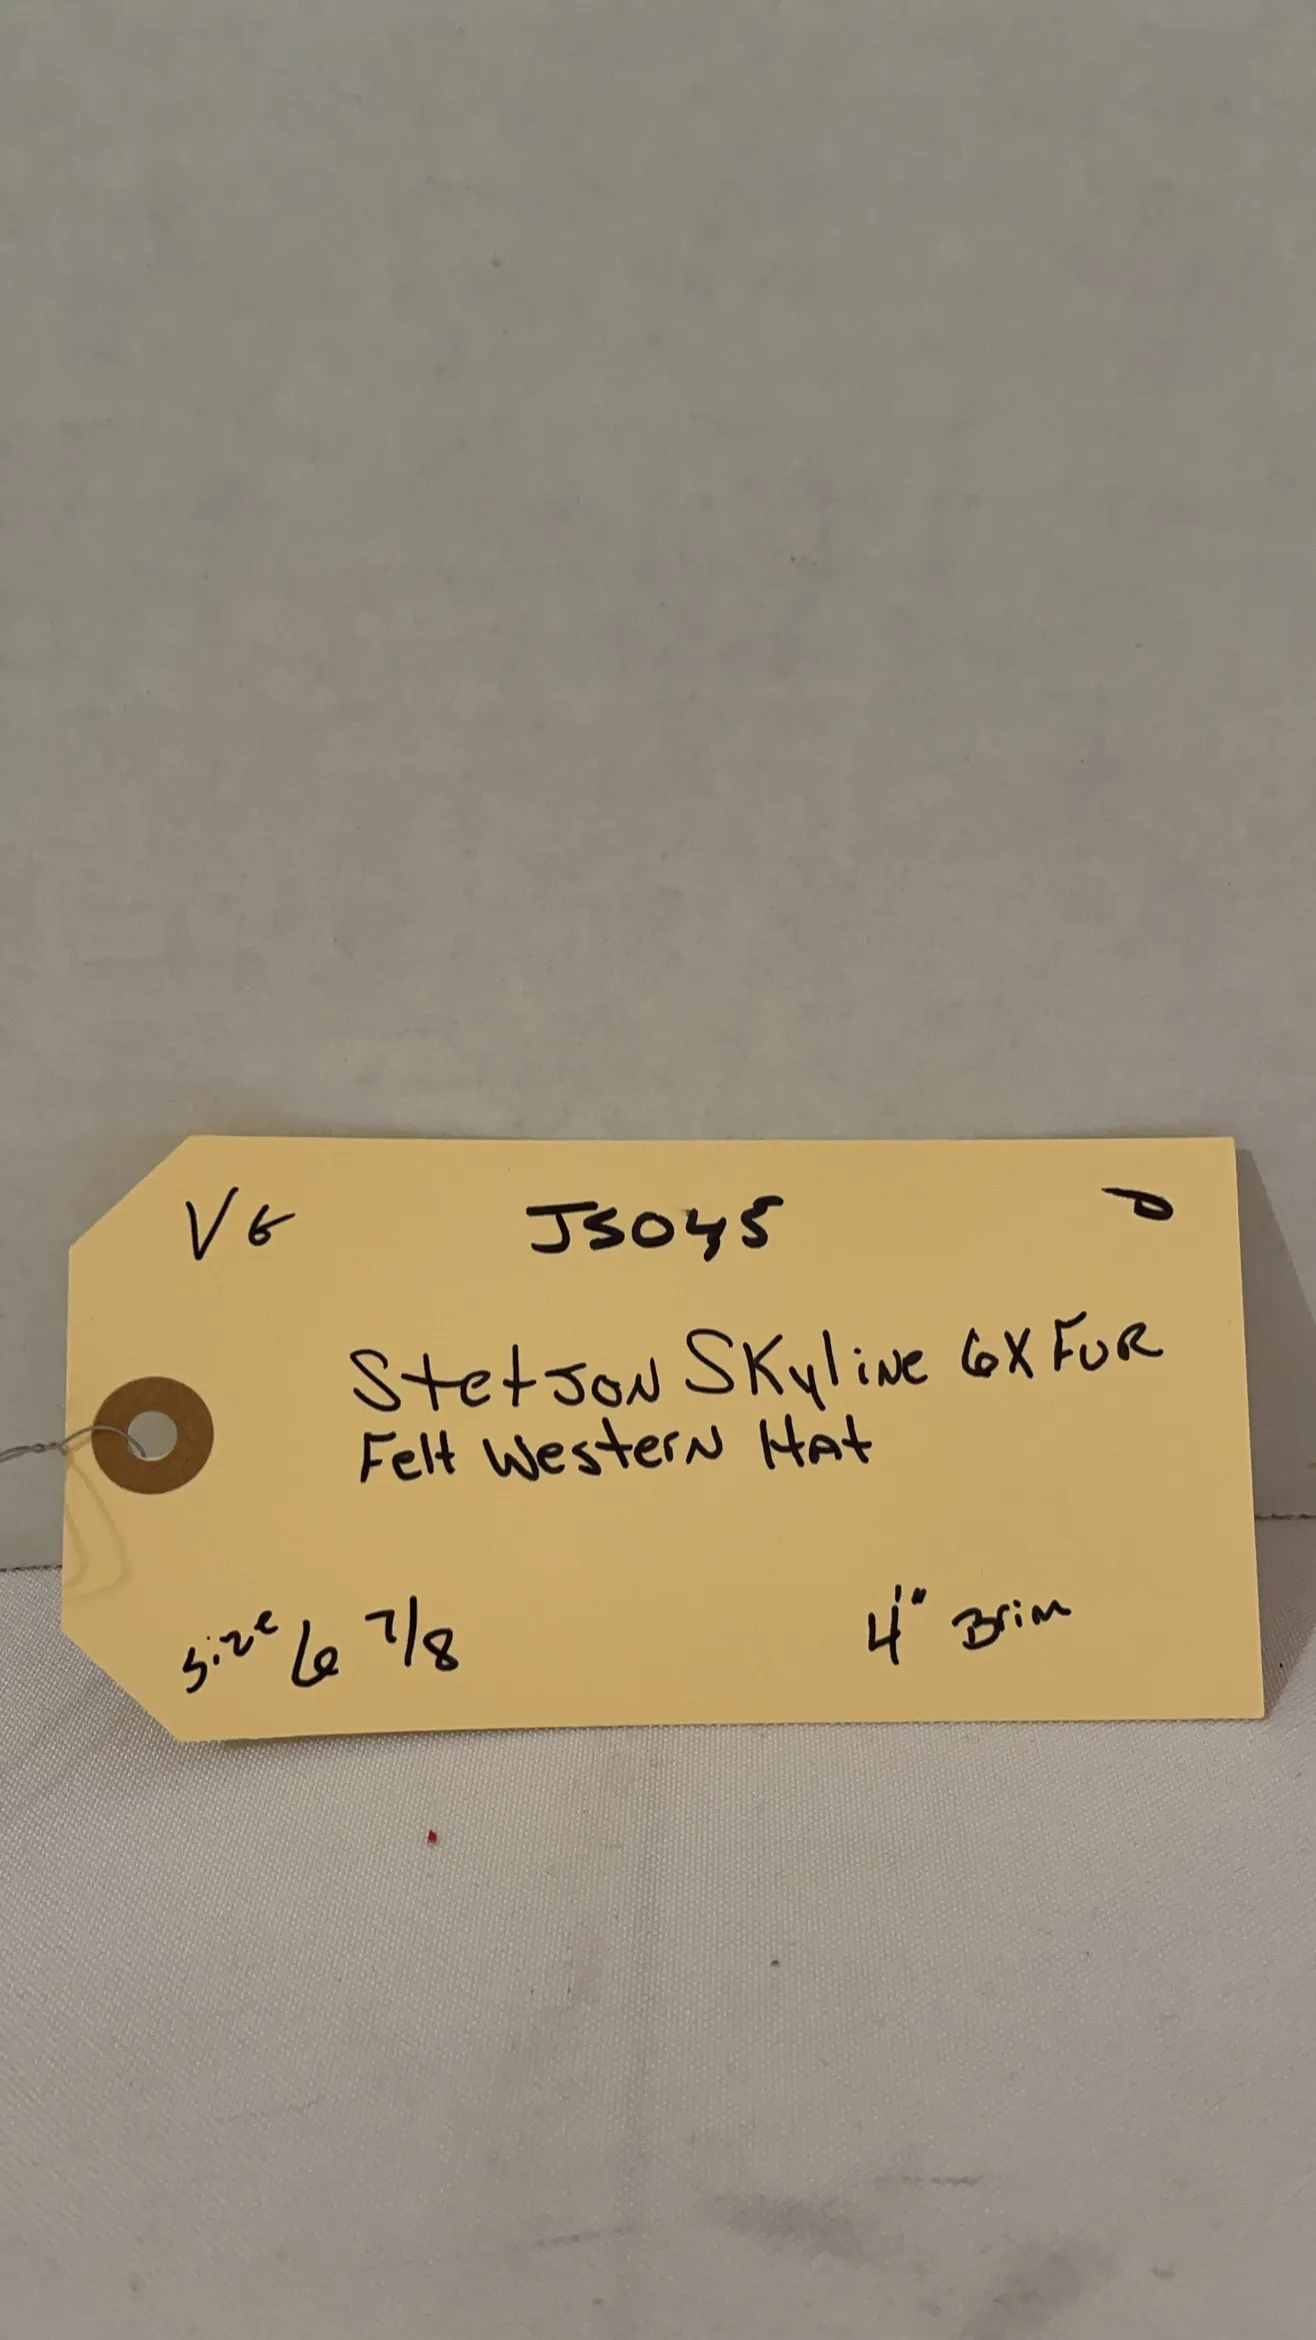 VG JS045
Stetson Skyline 6X Fur
Felt Western Hat
size 6 7/8 4" Brim